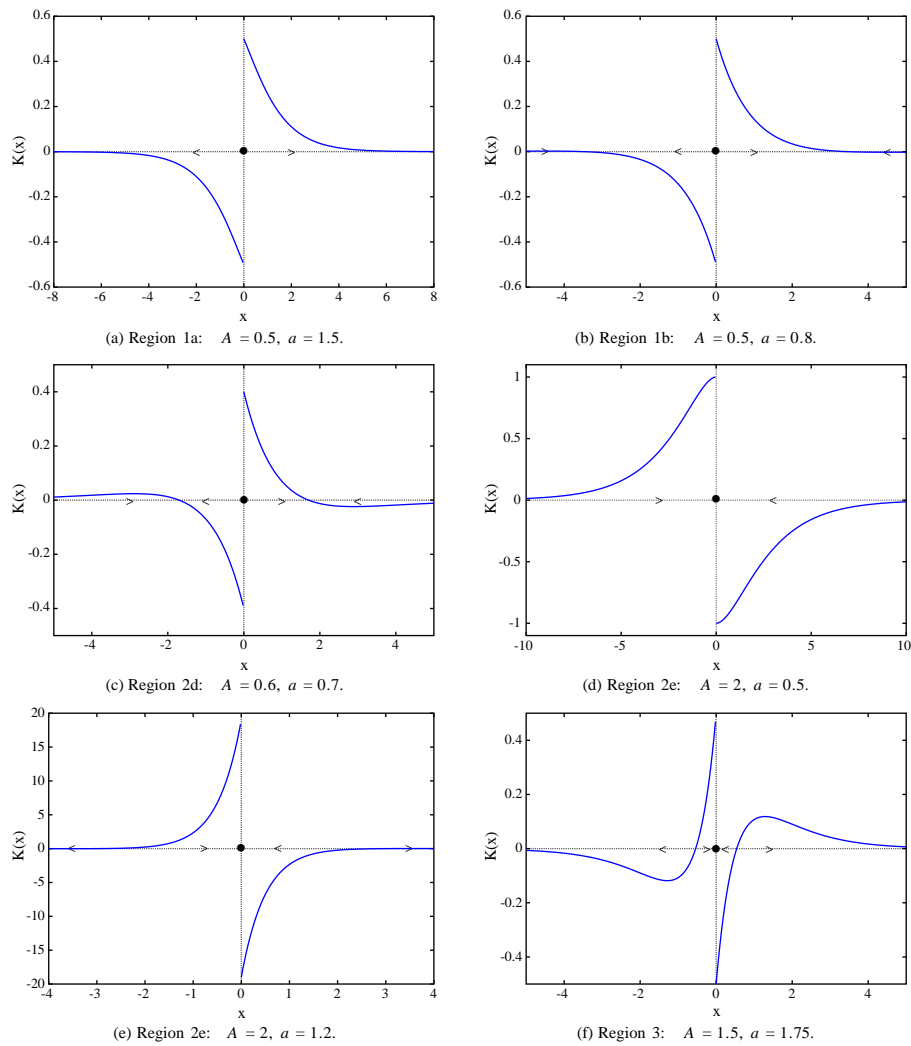 0.6
0.4
0.2
0
-0.2
-0.4
-0.6
K(x)
-8 -6 -4 -2 0 2 4 6 8
x
(a) Region 1a: A = 0.5, a = 1.5.
0.6
0.4
0.2
0
-0.2
-0.4
-0.6
K(x)
-4 -2 0 2 4
x
(b) Region 1b: A = 0.5, a = 0.8.
0.4
0.2
0
-0.2
-0.4
K(x)
-4 -2 0 2 4
x
(c) Region 2d: A = 0.6, a = 0.7.
1
0.5
0
-0.5
-1
K(x)
-10 -5 0 5 10
x
(d) Region 2e: A = 2, a = 0.5.
20
15
10
5
0
-5
-10
-15
-20
K(x)
-4 -3 -2 -1 0 1 2 3 4
x
(e) Region 2e: A = 2, a = 1.2.
0.4
0.2
0
-0.2
-0.4
K(x)
-4 -2 0 2 4
x
(f) Region 3: A = 1.5, a = 1.75.